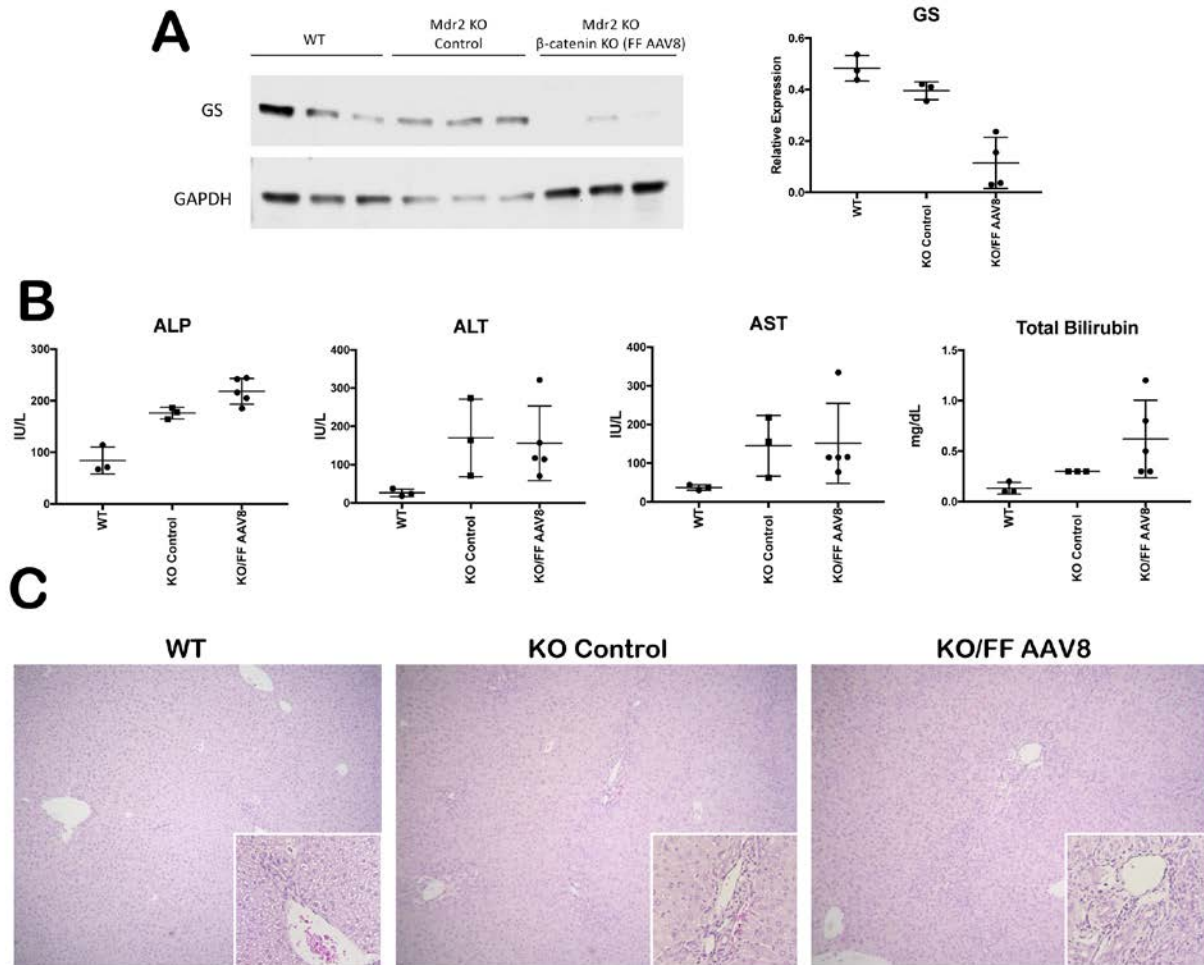 A
WT
Mdr2 KO
Control
Mdr2 KO
β-catenin KO (FF AAV8)
GS
GAPDH
GS
Relative Expression
0.6
0.4
0.2
0.0
WT
KO Control
KO/FF AAV8
B
ALP
IU/L
300
200
100
0
WT
KO Control
KO/FF AAV8
ALT
IU/L
400
300
200
100
0
WT
KO Control
KO/FF AAV8
AST
IU/L
400
300
200
100
0
WT
KO Control
KO/FF AAV8
Total Bilirubin
mg/dL
1.5
1.0
0.5
0.0
WT
KO Control
KO/FF AAV8
C
WT
KO Control
KO/FF AAV8